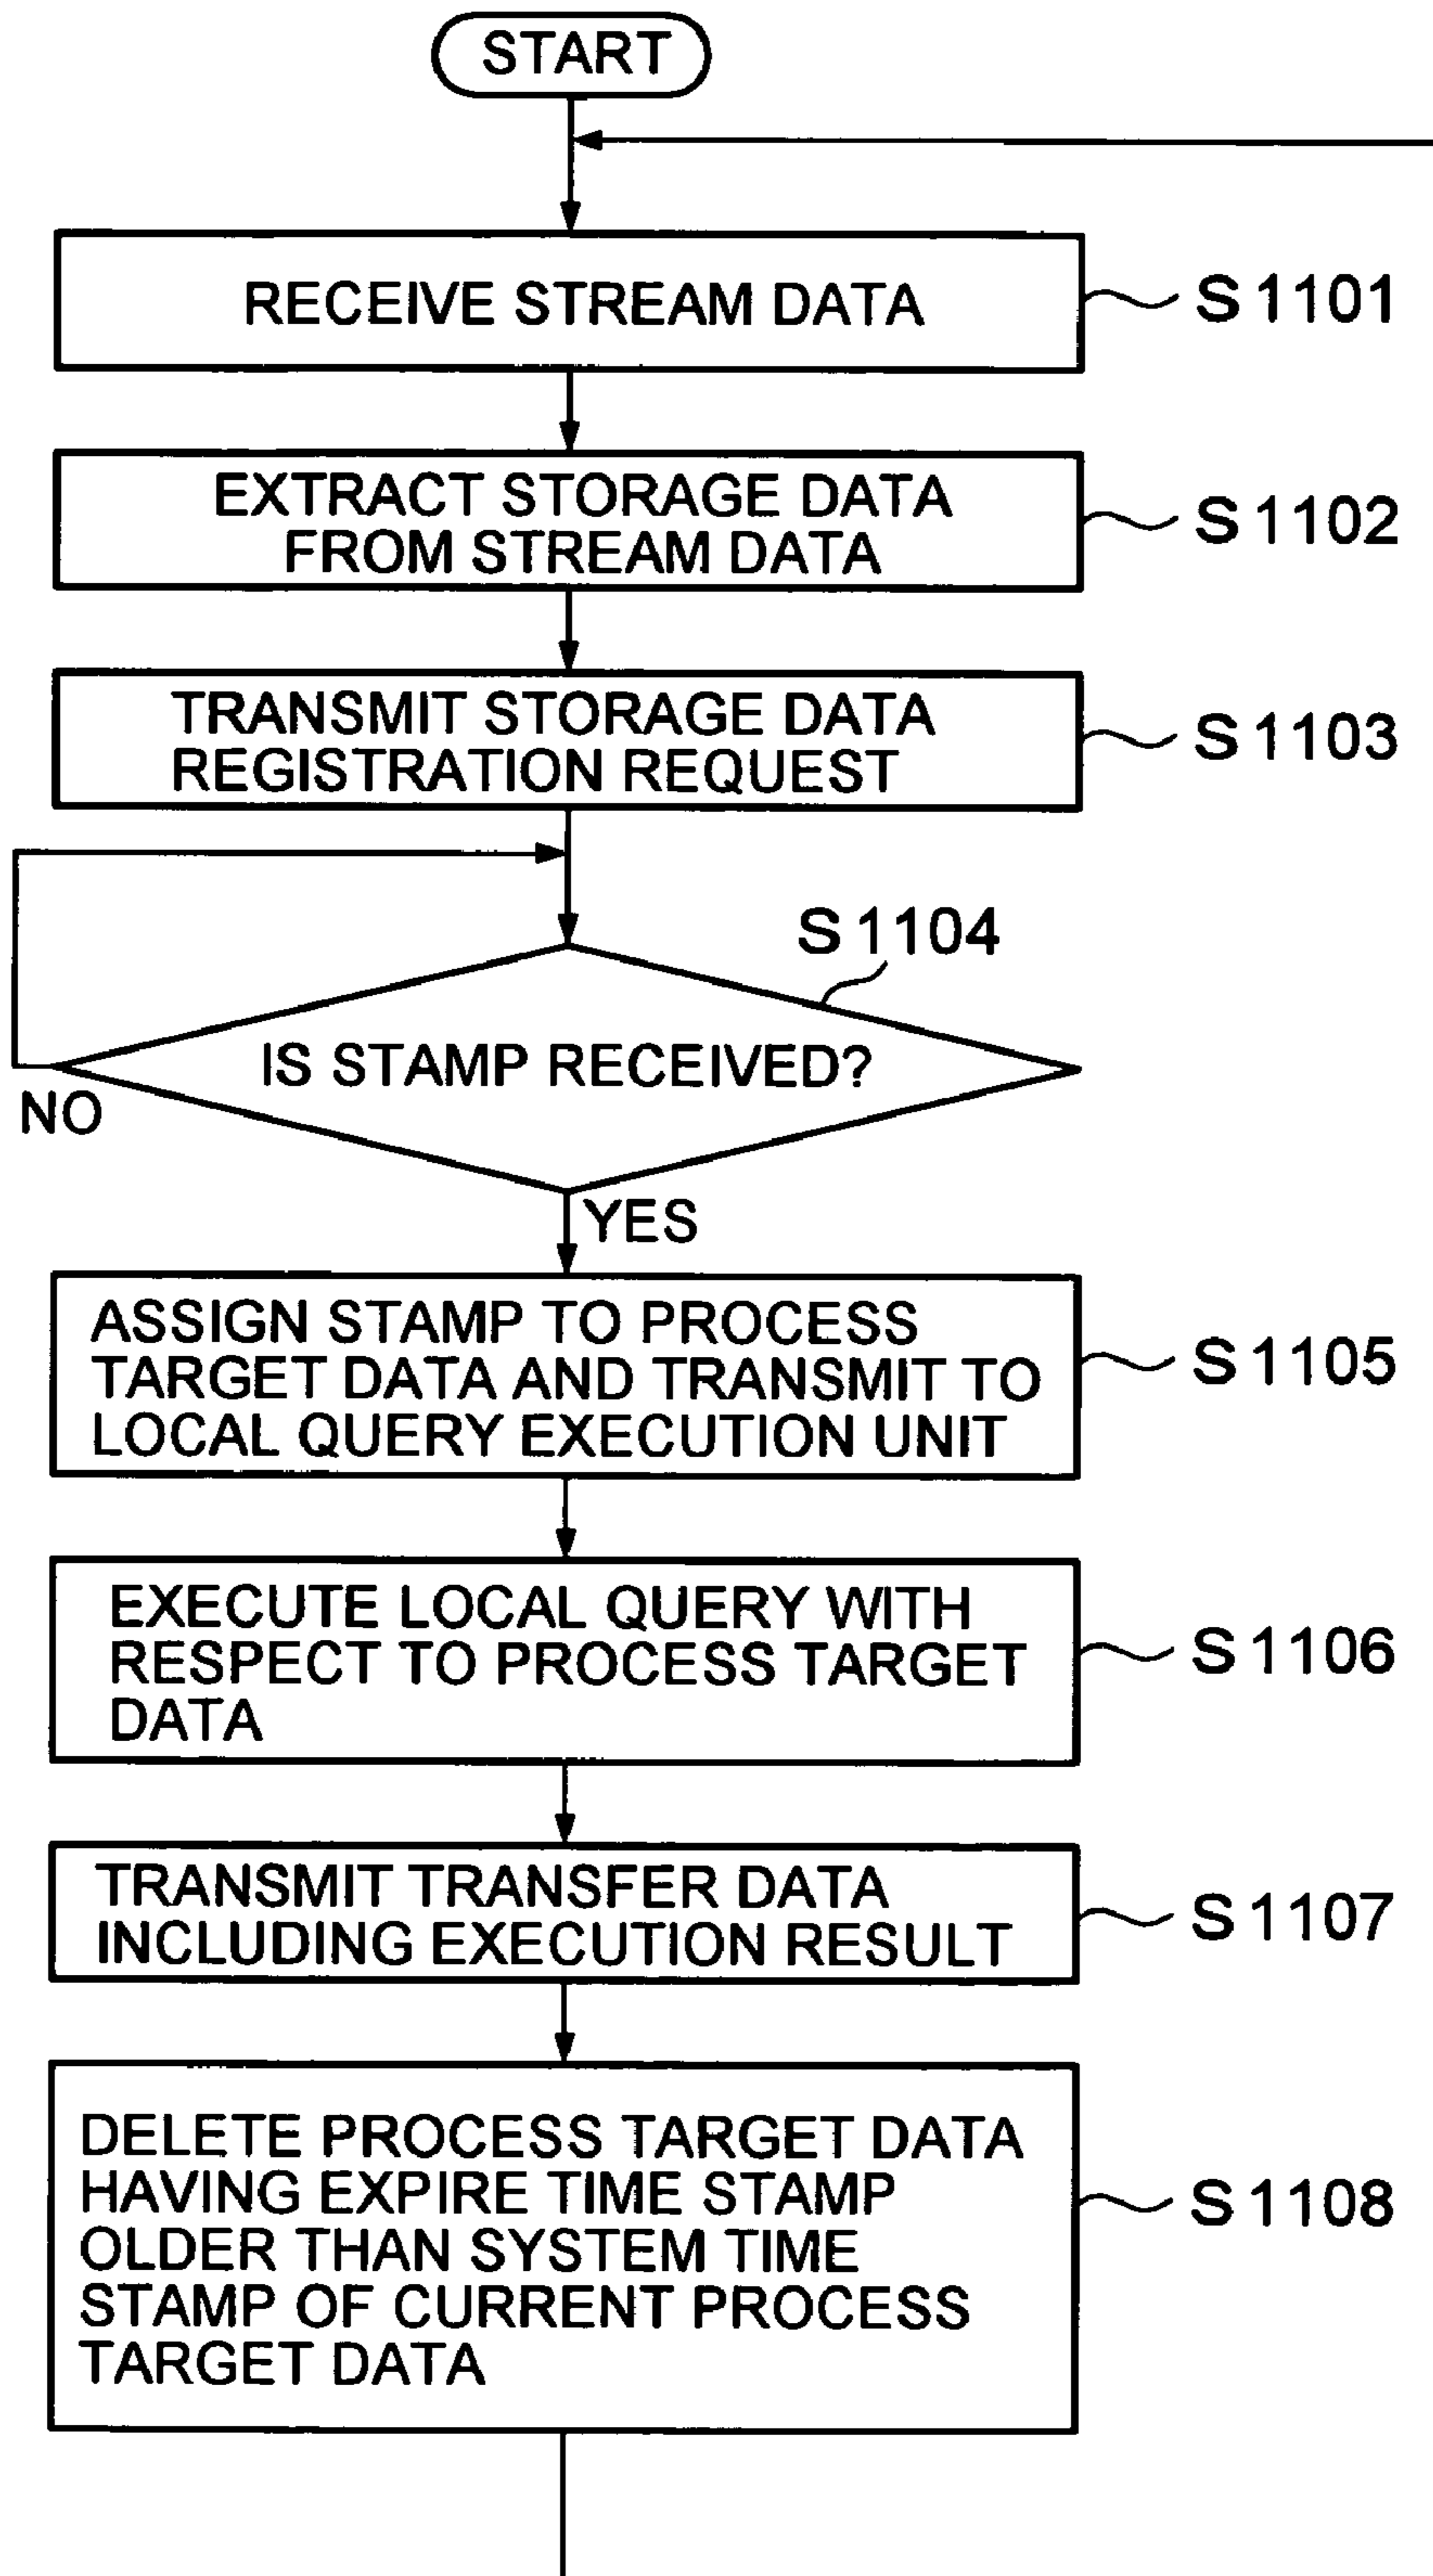 START
RECEIVE STREAM DATA
S1101
EXTRACT STORAGE DATA
FROM STREAM DATA
S1102
TRANSMIT STORAGE DATA
REGISTRATION REQUEST
S1103
S1104
IS STAMP RECEIVED?
NO
YES
ASSIGN STAMP TO PROCESS
TARGET DATA AND TRANSMIT TO
LOCAL QUERY EXECUTION UNIT
S1105
EXECUTE LOCAL QUERY WITH
RESPECT TO PROCESS TARGET
DATA
S1106
TRANSMIT TRANSFER DATA
INCLUDING EXECUTION RESULT
S1107
DELETE PROCESS TARGET DATA
HAVING EXPIRE TIME STAMP
OLDER THAN SYSTEM TIME
STAMP OF CURRENT PROCESS
TARGET DATA
S1108